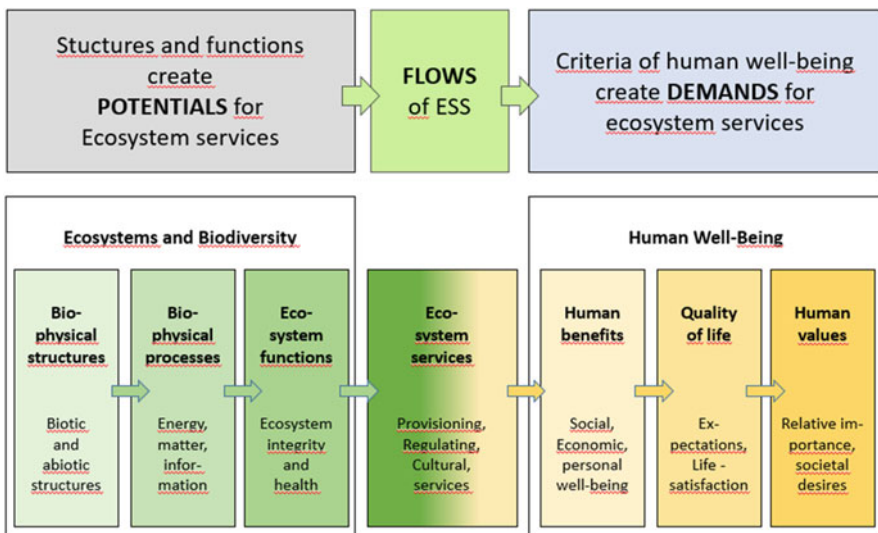 Stuctures and functions
create
POTENTIALS for
Ecosystem services
FLOWS
of ESS
Criteria of human well-being
create DEMANDS for
ecosystem services
Ecosystems and Biodiversity
Bio-
physical
structures
Biotic
and
abiotic
structures
Bio-
physical
processes
Energy,
matter,
infor-
mation
Eco-
system
functions
Ecosystem
integrity
and
health
Eco-
system
services
Provisioning,
Regulating,
Cultural,
services
Human Well-Being
Human
benefits
Social,
Economic,
personal
well-being
Quality
of life
Ex-
pectations,
Life -
satisfaction
Human
values
Relative im-
portance,
societal
desires